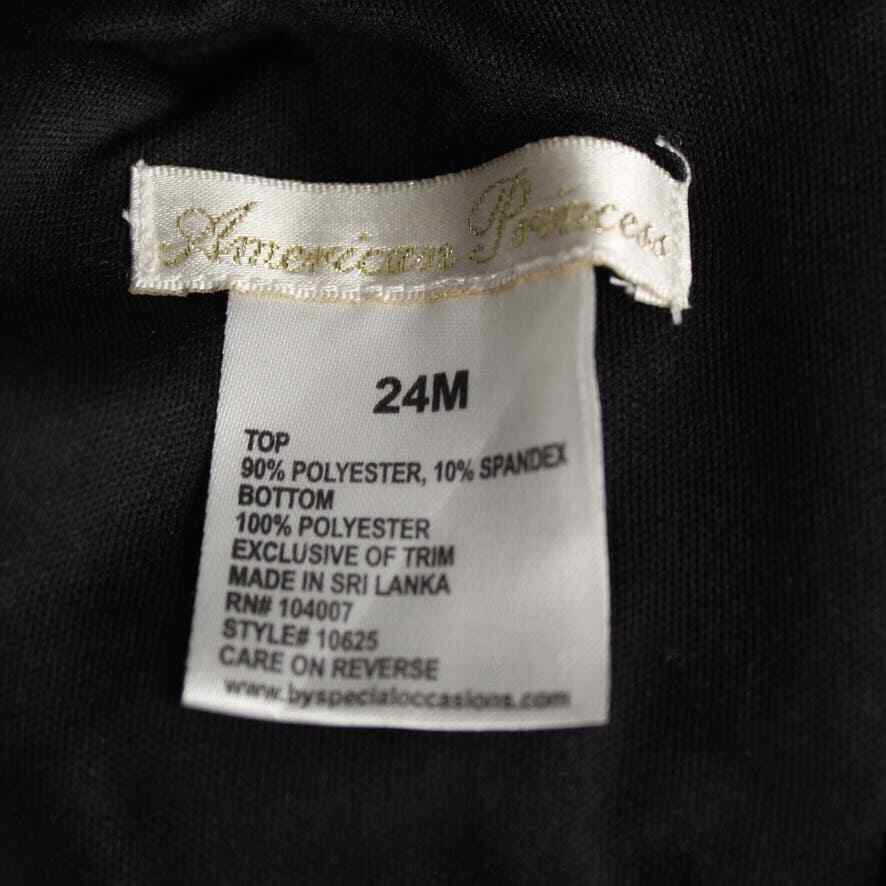 American Princess
24M
TOP
90% POLYESTER, 10% SPANDEX
BOTTOM
100% POLYESTER
EXCLUSIVE OF TRIM
MADE IN SRI LANKA
RN# 104007
STYLE# 10625
CARE ON REVERSE
www.byspecialoccasions.com